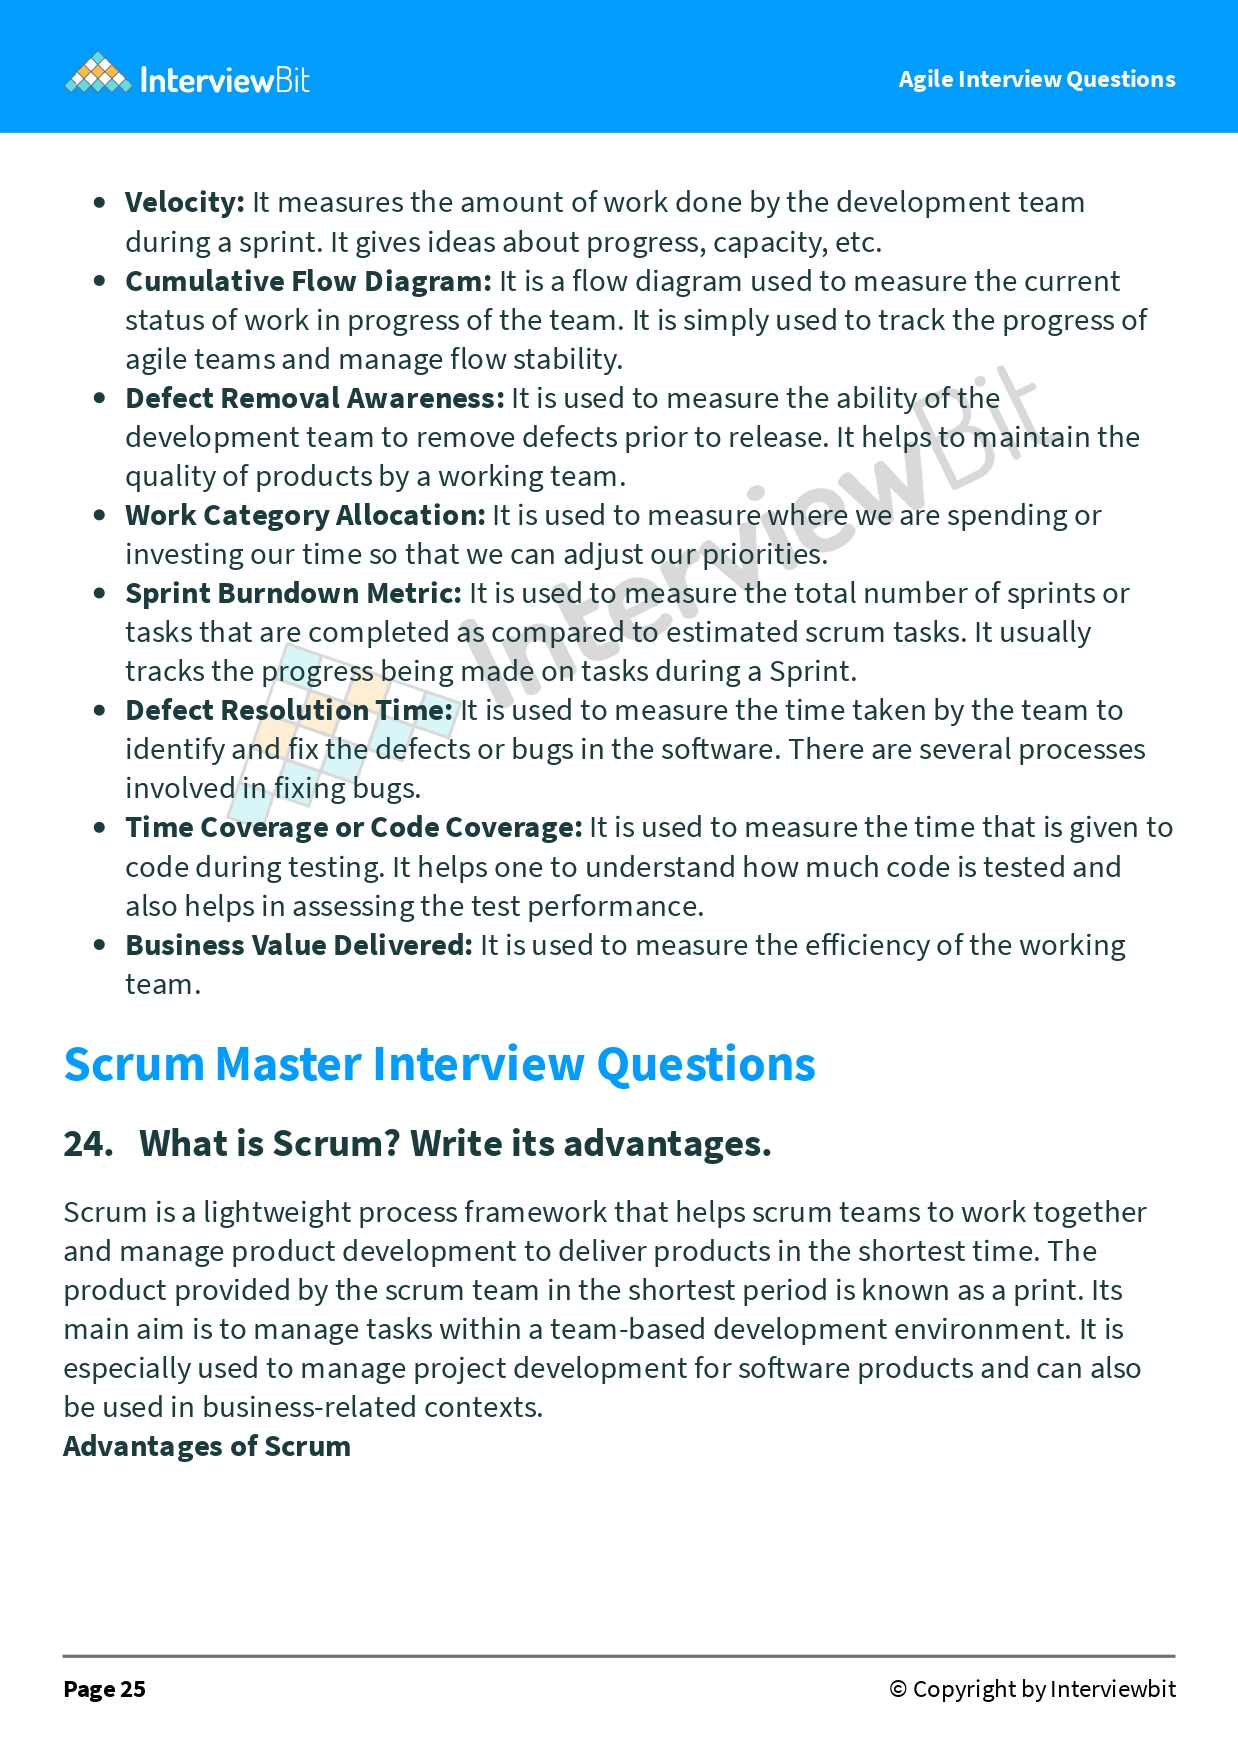 InterviewBit
Agile Interview Questions
• Velocity: It measures the amount of work done by the development team
during a sprint. It gives ideas about progress, capacity, etc.
• Cumulative Flow Diagram: It is a flow diagram used to measure the current
status of work in progress of the team. It is simply used to track the progress of
agile teams and manage flow stability.
• Defect Removal Awareness: It is used to measure the ability of the
development team to remove defects prior to release. It helps to maintain the
quality of products by a working team.
• Work Category Allocation: It is used to measure where we are spending or
investing our time so that we can adjust our priorities.
• Sprint Burndown Metric: It is used to measure the total number of sprints or
tasks that are completed as compared to estimated scrum tasks. It usually
tracks the progress being made on tasks during a Sprint.
• Defect Resolution Time: It is used to measure the time taken by the team to
identify and fix the defects or bugs in the software. There are several processes
involved in fixing bugs.
• Time Coverage or Code Coverage: It is used to measure the time that is given to
code during testing. It helps one to understand how much code is tested and
also helps in assessing the test performance.
• Business Value Delivered: It is used to measure the efficiency of the working
team.
InterviewBit
Scrum Master Interview Questions
24. What is Scrum? Write its advantages.
Scrum is a lightweight process framework that helps scrum teams to work together
and manage product development to deliver products in the shortest time. The
product provided by the scrum team in the shortest period is known as a print. Its
main aim is to manage tasks within a team-based development environment. It is
especially used to manage project development for software products and can also
be used in business-related contexts.
Advantages of Scrum
Page 25
© Copyright by Interviewbit